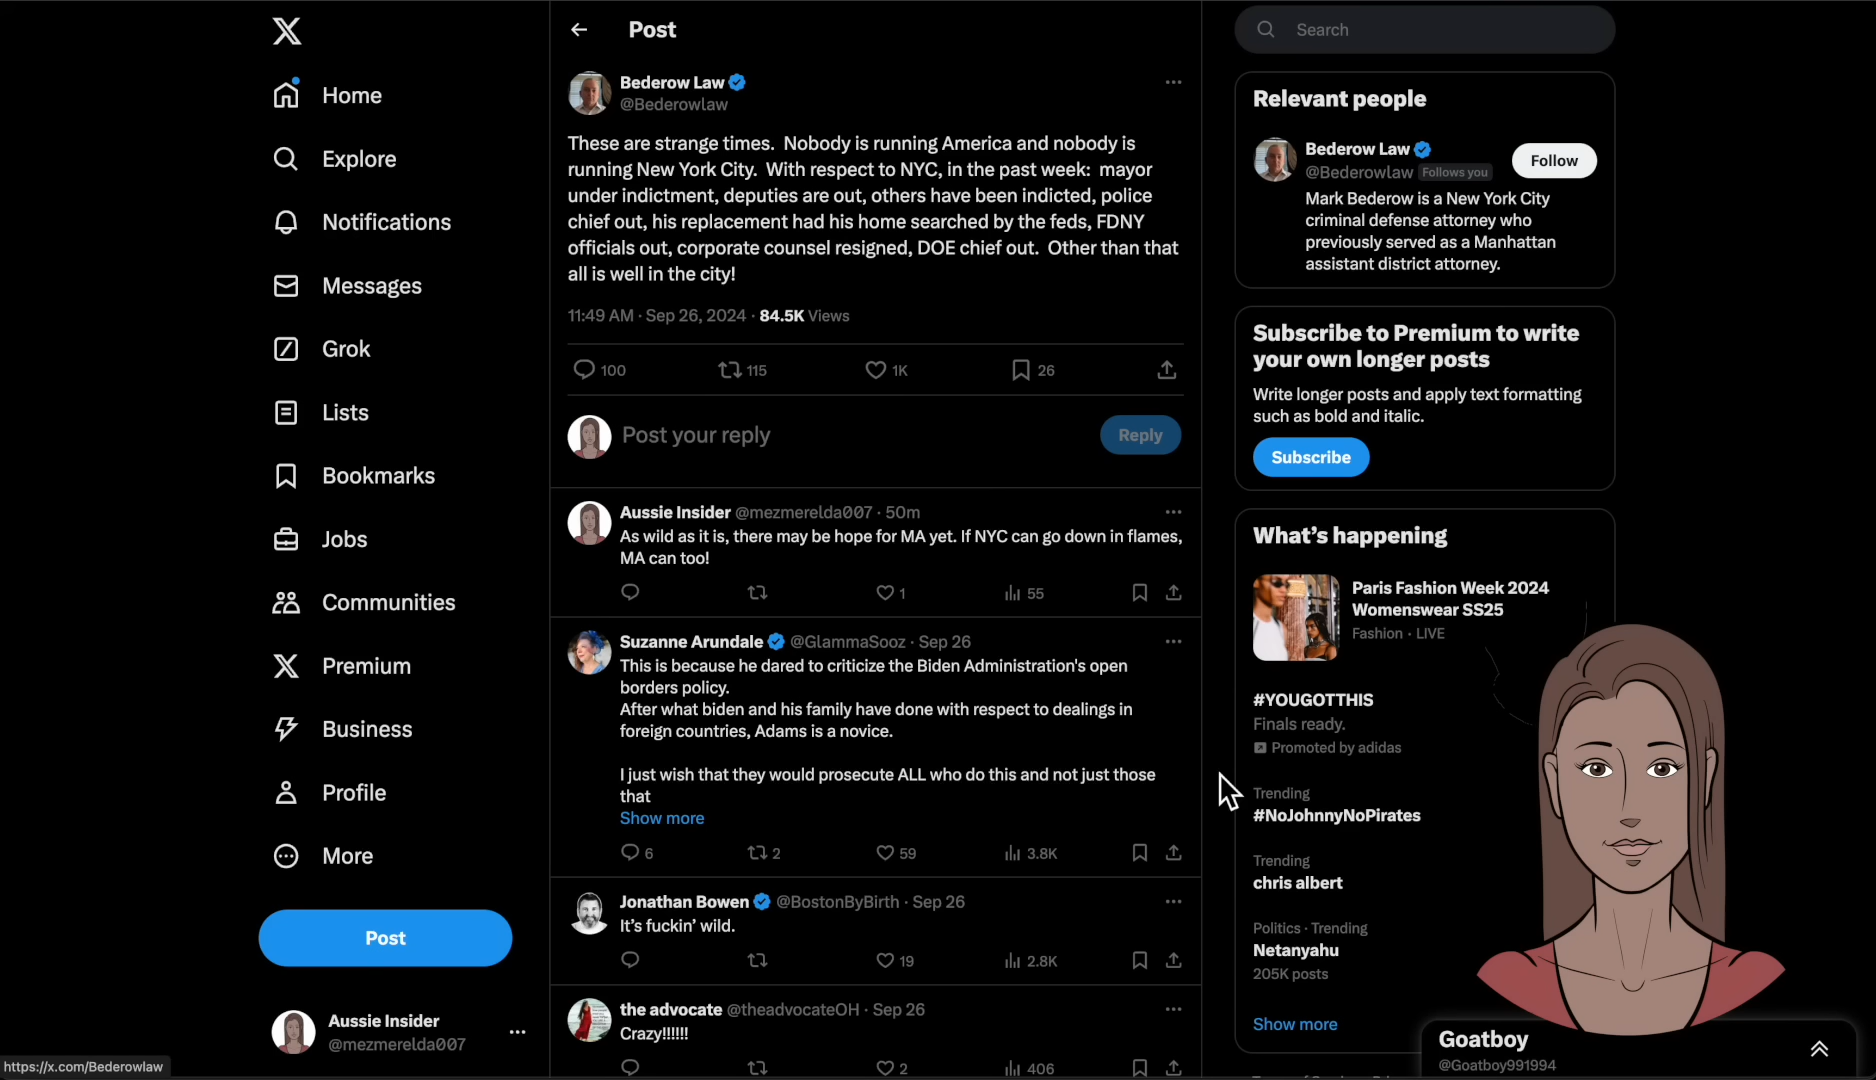 Home
Explore
Notifications
Messages
Grok
Lists
Bookmarks
Jobs
Communities
Premium
Business
Profile
More
Post
Aussie Insider
@mezmerelda007
https://x.com/Bederowlaw
Post
Bederow Law
@Bederowlaw
These are strange times. Nobody is running America and nobody is
running New York City. With respect to NYC, in the past week: mayor
under indictment, deputies are out, others have been indicted, police
chief out, his replacement had his home searched by the feds, FDNY
officials out, corporate counsel resigned, DOE chief out. Other than that
all is well in the city!
11:49 AM · Sep 26, 2024 · 84.5K Views
100 115 1K 26
Post your reply
Reply
Aussie Insider @mezmerelda007 · 50m
As wild as it is, there may be hope for MA yet. If NYC can go down in flames,
MA can too!
1 55
Suzanne Arundale @GlammaSooz · Sep 26
This is because he dared to criticize the Biden Administration's open
borders policy.
After what biden and his family have done with respect to dealings in
foreign countries, Adams is a novice.
I just wish that they would prosecute ALL who do this and not just those
that
Show more
6 2 59 3.8K
Jonathan Bowen @BostonByBirth · Sep 26
It's fuckin' wild.
19 2.8K
the advocate @theadvocateOH · Sep 26
Crazy!!!!!!
2 406
Search
Relevant people
Bederow Law
@Bederowlaw Follows you
Follow
Mark Bederow is a New York City
criminal defense attorney who
previously served as a Manhattan
assistant district attorney.
Subscribe to Premium to write
your own longer posts
Write longer posts and apply text formatting
such as bold and italic.
Subscribe
What's happening
Paris Fashion Week 2024
Womenswear SS25
Fashion · LIVE
#YOUGOTTHIS
Finals ready.
Promoted by adidas
Trending
#NoJohnnyNoPirates
Trending
chris albert
Politics · Trending
Netanyahu
205K posts
Show more
Goatboy
@Goatboy991994